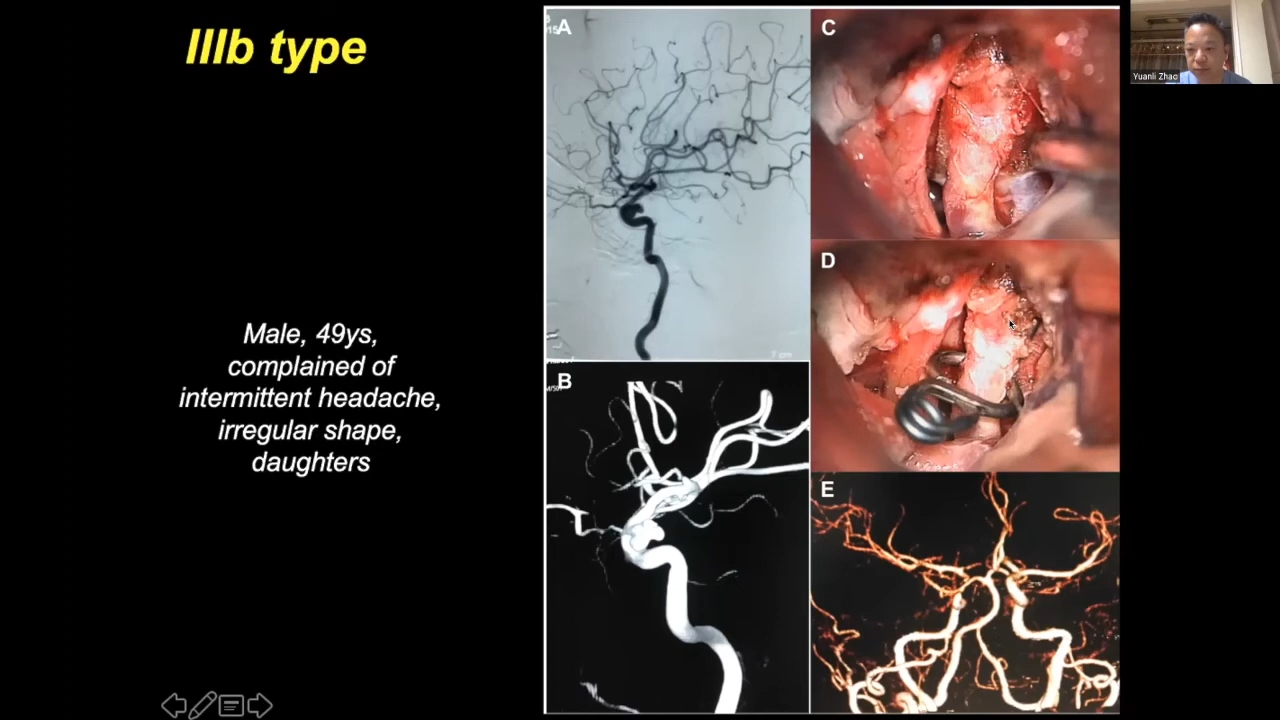 IIIb type
Male, 49ys,
complained of
intermittent headache,
irregular shape,
daughters
A
B
C
D
E
Yuanli Zhao